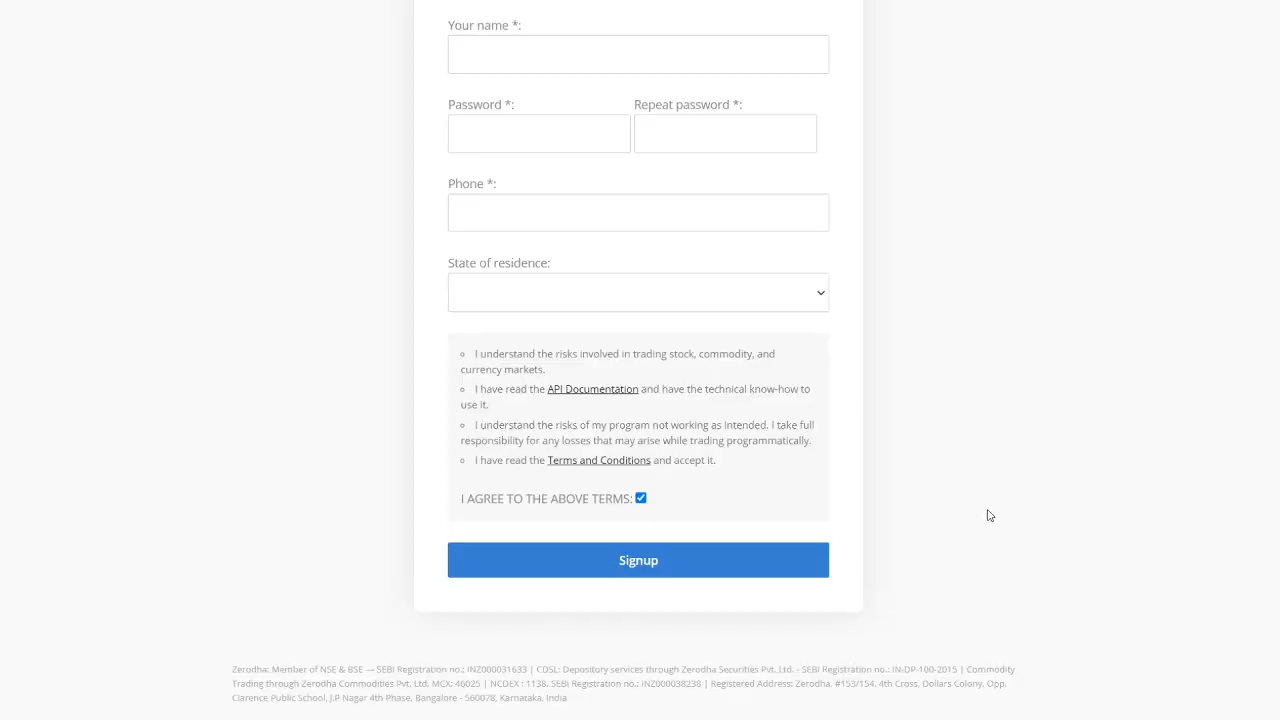 Your name *:
Password *: Repeat password *:
Phone *:
State of residence:
I understand the risks involved in trading stock, commodity, and
currency markets.
I have read the API Documentation and have the technical know-how to
use it.
I understand the risks of my program not working as intended. I take full
responsibility for any losses that may arise while trading programmatically.
I have read the Terms and Conditions and accept it.
I AGREE TO THE ABOVE TERMS:
Signup
Zerodha: Member of NSE & BSE — SEBI Registration no.: INZ000031633 | CDSL: Depository services through Zerodha Securities Pvt. Ltd. - SEBI Registration no.: IN-DP-100-2015 | Commodity
Trading through Zerodha Commodities Pvt. Ltd. MCX: 46025 | NCDEX : 1138. SEBI Registration no.: INZ000038238 | Registered Address: Zerodha, #153/154, 4th Cross, Dollars Colony, Opp.
Clarence Public School, J.P Nagar 4th Phase, Bangalore - 560078, Karnataka, India